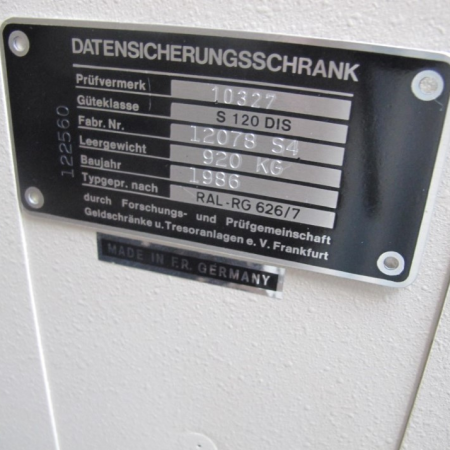 DATENSICHERUNGSSCHRANK
Prüfvermerk 10327
Güteklasse S 120 DIS
Fabr. Nr. 12078 S4
Leergewicht 920 KG
Baujahr 1986
Typgepr. nach RAL-RG 626/7
durch Forschungs- und Prüfgemeinschaft
Geldschränke u. Tresoranlagen e. V. Frankfurt
122560
MADE IN F.R. GERMANY